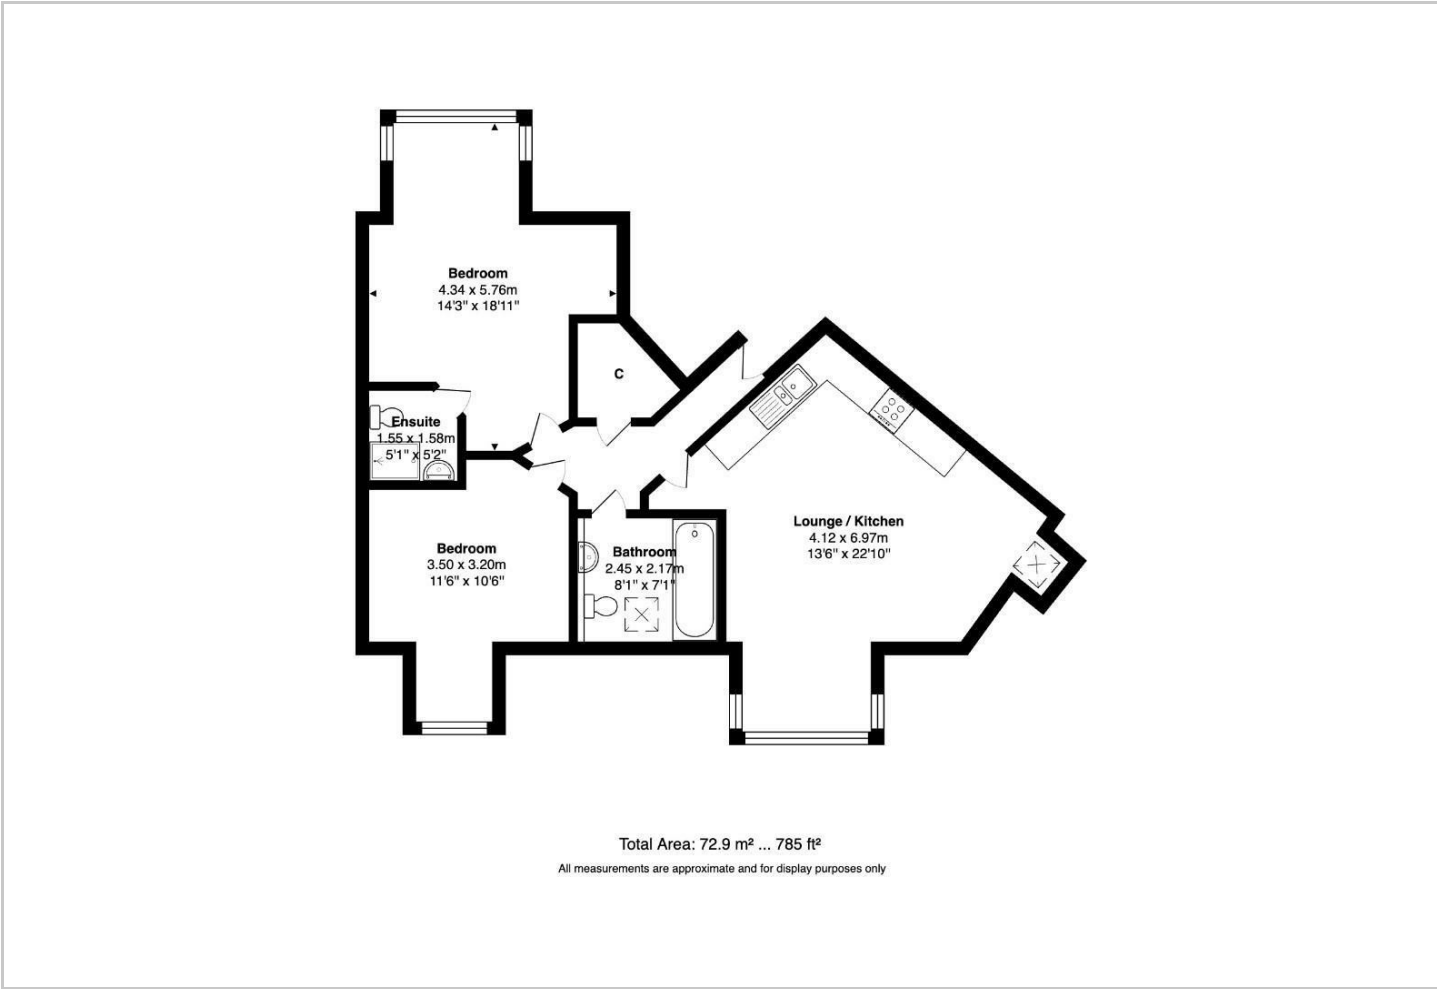 Bedroom
4.34 x 5.76m
14'3" x 18'11"
C
Ensuite
1.55 x 1.58m
5'1" x 5'2"
Lounge / Kitchen
4.12 x 6.97m
13'6" x 22'10"
Bedroom
3.50 x 3.20m
11'6" x 10'6"
Bathroom
2.45 x 2.17m
8'1" x 7'1"
Total Area: 72.9 m² ... 785 ft²
All measurements are approximate and for display purposes only